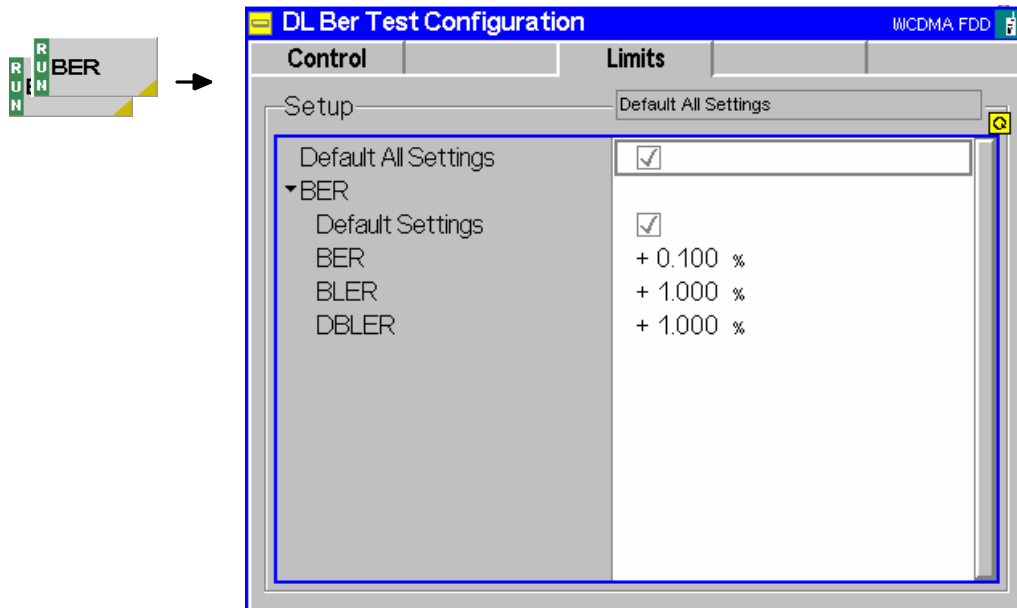 RUN BER
RUN
DL Ber Test Configuration WCDMA FDD
Control Limits
Setup Default All Settings
Default All Settings
BER
Default Settings
BER + 0.100 %
BLER + 1.000 %
DBLER + 1.000 %